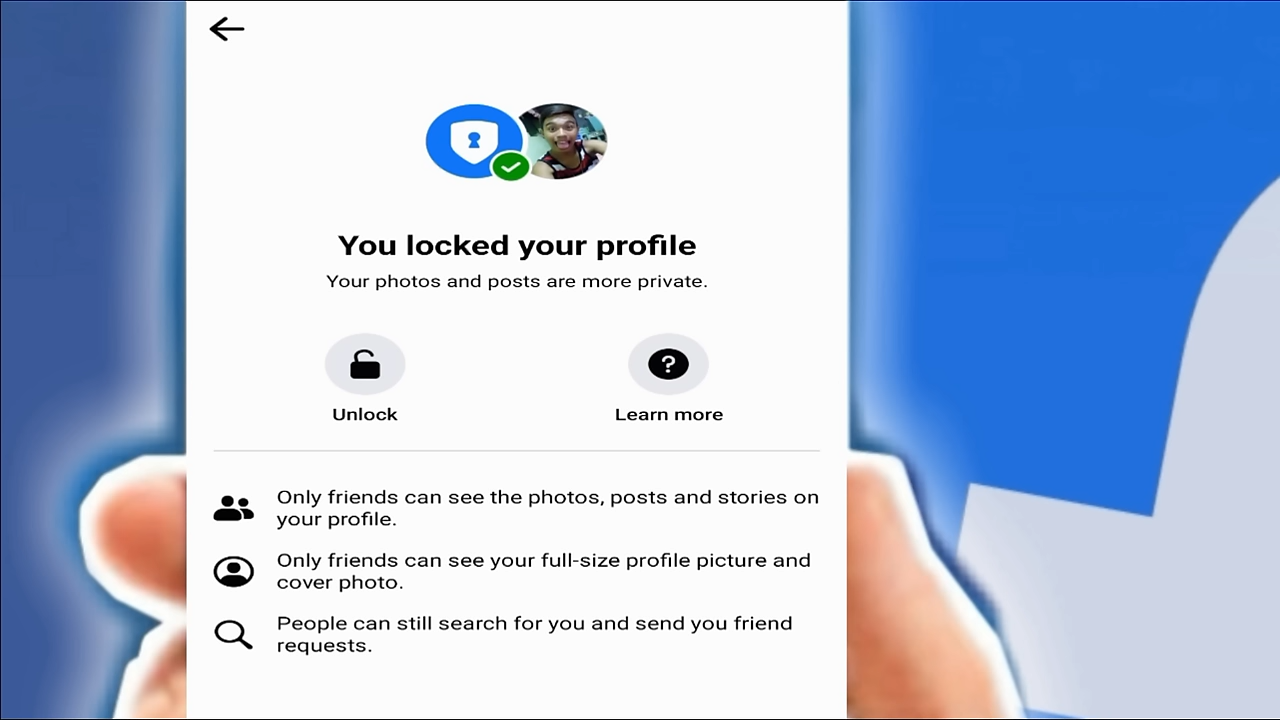 You locked your profile
Your photos and posts are more private.
Unlock
Learn more
Only friends can see the photos, posts and stories on
your profile.
Only friends can see your full-size profile picture and
cover photo.
People can still search for you and send you friend
requests.